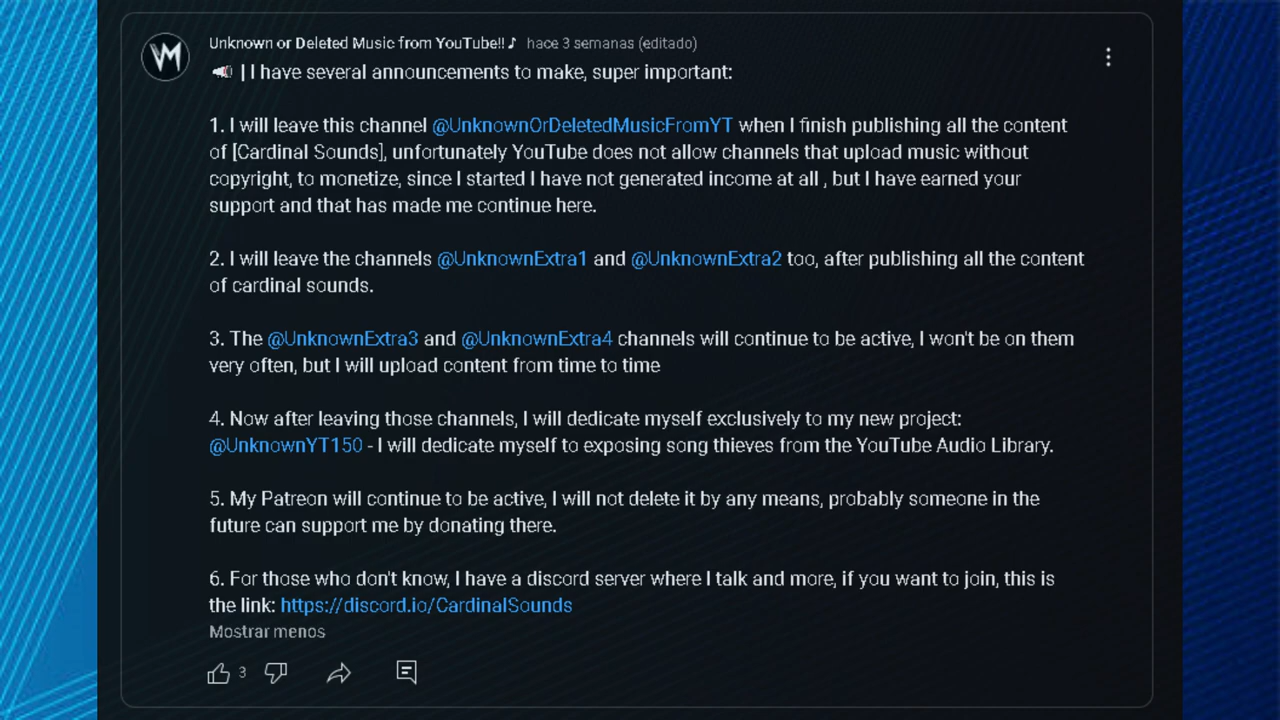 VM
Unknown or Deleted Music from YouTube!! ♪ hace 3 semanas (editado)
📢 | I have several announcements to make, super important:
1. I will leave this channel @UnknownOrDeletedMusicFromYT when I finish publishing all the content
of [Cardinal Sounds], unfortunately YouTube does not allow channels that upload music without
copyright, to monetize, since I started I have not generated income at all , but I have earned your
support and that has made me continue here.
2. I will leave the channels @UnknownExtra1 and @UnknownExtra2 too, after publishing all the content
of cardinal sounds.
3. The @UnknownExtra3 and @UnknownExtra4 channels will continue to be active, I won't be on them
very often, but I will upload content from time to time
4. Now after leaving those channels, I will dedicate myself exclusively to my new project:
@UnknownYT150 - I will dedicate myself to exposing song thieves from the YouTube Audio Library.
5. My Patreon will continue to be active, I will not delete it by any means, probably someone in the
future can support me by donating there.
6. For those who don't know, I have a discord server where I talk and more, if you want to join, this is
the link: https://discord.io/CardinalSounds
Mostrar menos
3